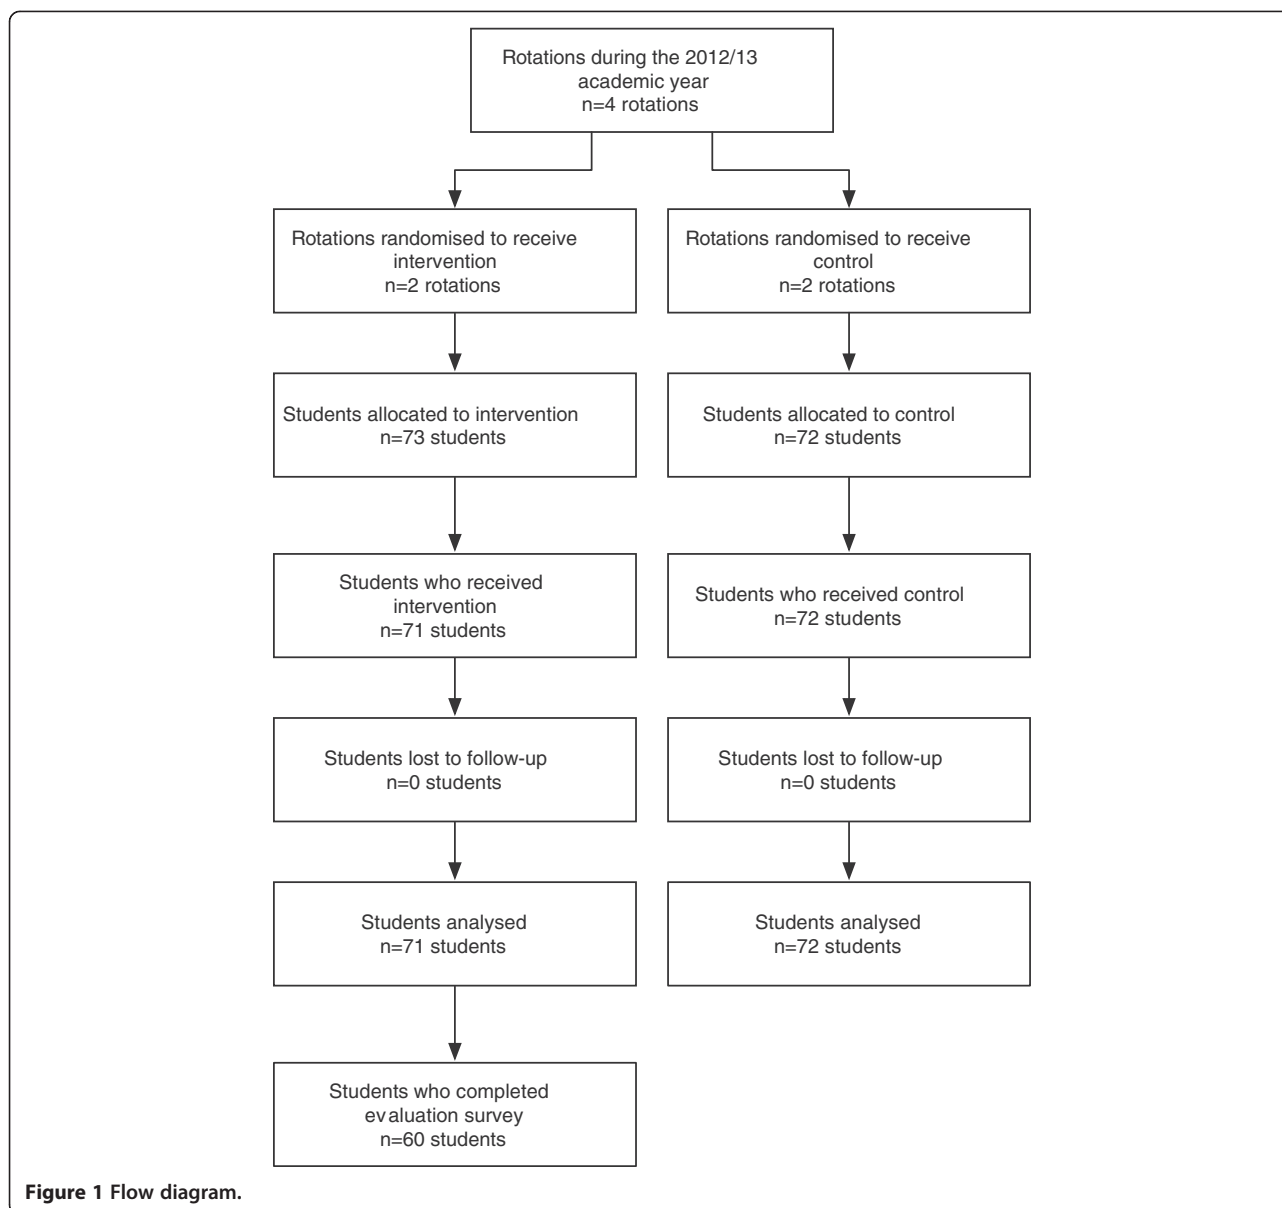 Rotations during the 2012/13
academic year
n=4 rotations
Rotations randomised to receive
intervention
n=2 rotations
Rotations randomised to receive
control
n=2 rotations
Students allocated to intervention
n=73 students
Students allocated to control
n=72 students
Students who received
intervention
n=71 students
Students who received control
n=72 students
Students lost to follow-up
n=0 students
Students lost to follow-up
n=0 students
Students analysed
n=71 students
Students analysed
n=72 students
Students who completed
evaluation survey
n=60 students
Figure 1 Flow diagram.